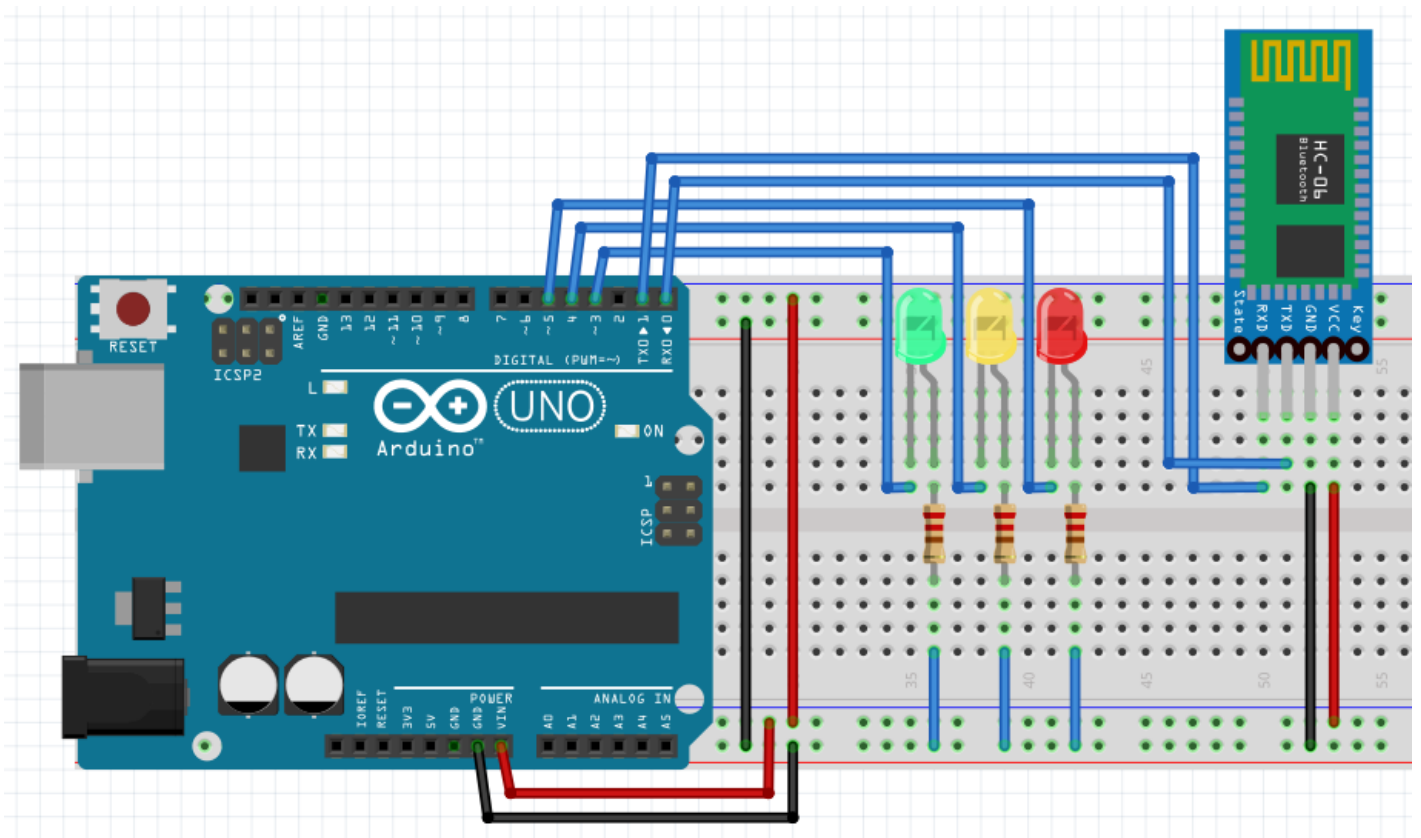 HC-06
Bluetooth
State
RXD
TXD
GND
VCC
Key
RESET
ICSP2
AREF
GND
13
12
~11
~10
~9
8
7
~6
~5
4
~3
2
TX0 ▶ 1
RX0 ◀ 0
DIGITAL (PWM=~)
L
TX
RX
UNO
Arduino™
ON
1
ICSP
45
55
IOREF
RESET
3V3
5V
GND
GND
VIN
POWER
ANALOG IN
A0
A1
A2
A3
A4
A5
35
40
45
50
55